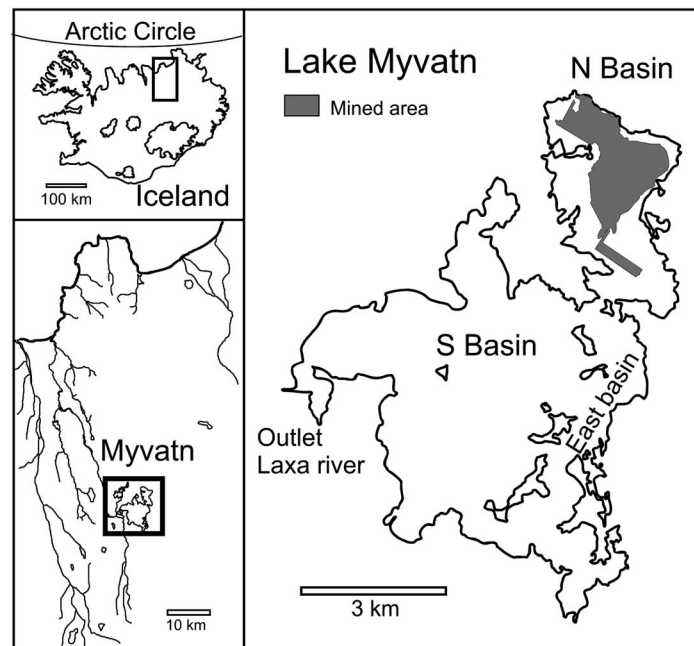 Arctic Circle
100 km
Iceland
Myvatn
10 km
Lake Myvatn
Mined area
N Basin
S Basin
East basin
Outlet
Laxa river
3 km